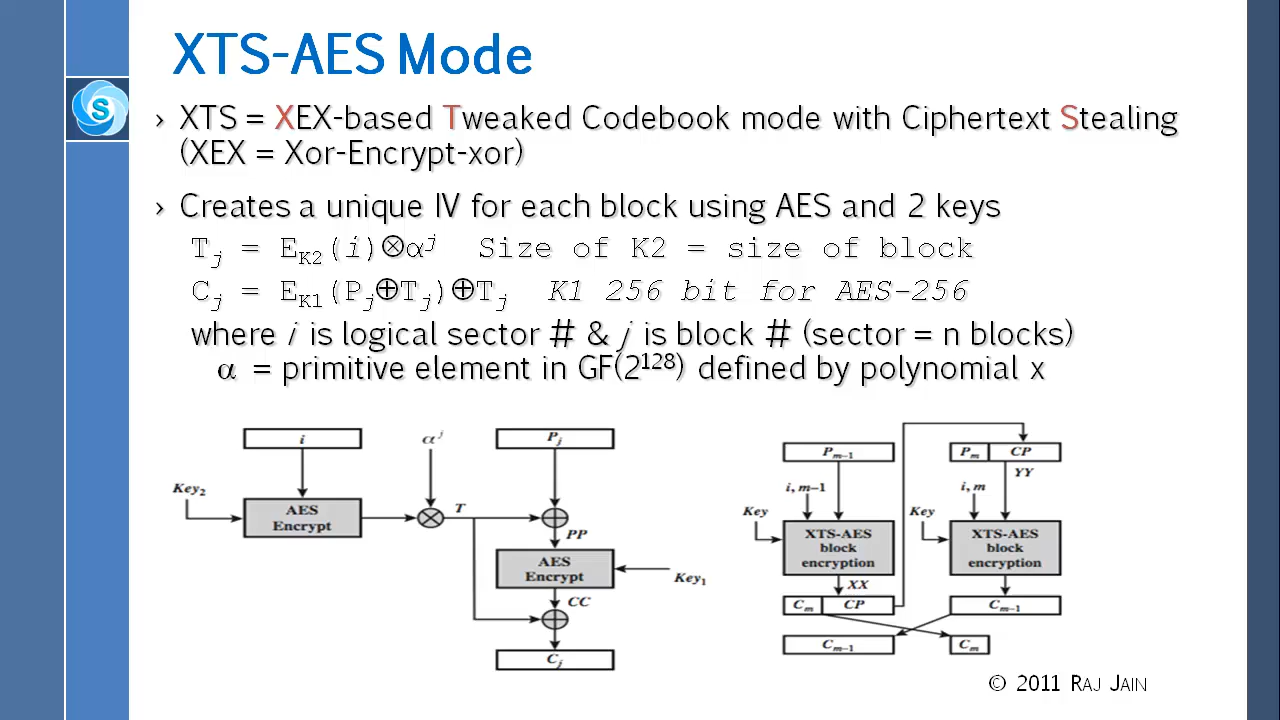 XTS-AES Mode
S
› XTS = XEX-based Tweaked Codebook mode with Ciphertext Stealing
(XEX = Xor-Encrypt-xor)
› Creates a unique IV for each block using AES and 2 keys
Tⱼ = E_K2(i)⊗αʲ Size of K2 = size of block
Cⱼ = E_K1(Pⱼ⊕Tⱼ)⊕Tⱼ K1 256 bit for AES-256
where i is logical sector # & j is block # (sector = n blocks)
α = primitive element in GF(2¹²⁸) defined by polynomial x
i
αʲ
Pⱼ
Key₂
AES
Encrypt
T
PP
AES
Encrypt
Key₁
CC
Cⱼ
Pₘ₋₁
i, m–1
Key
XTS-AES
block
encryption
XX
Cₘ CP
Cₘ₋₁
Pₘ CP
YY
i, m
Key
XTS-AES
block
encryption
Cₘ₋₁
Cₘ
© 2011 RAJ JAIN